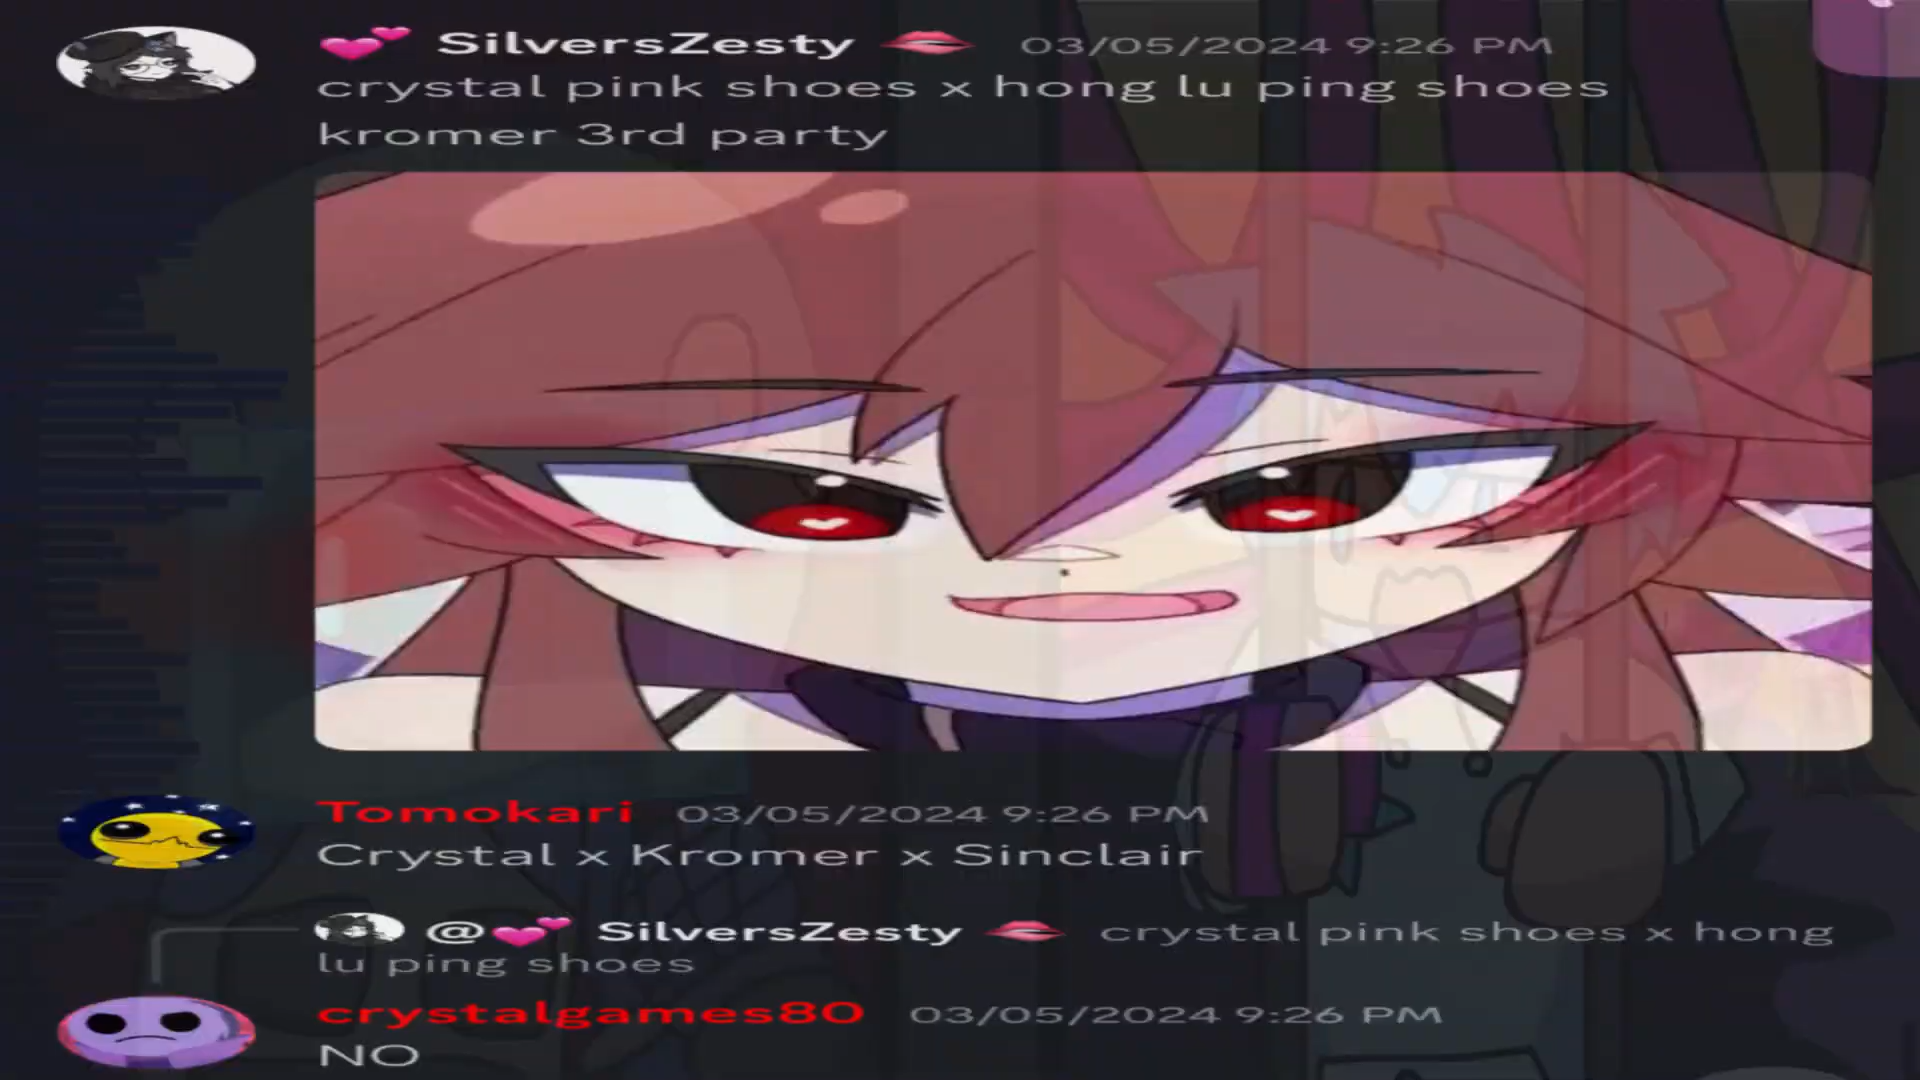 💕 SilversZesty 💋 03/05/2024 9:26 PM
crystal pink shoes x hong lu ping shoes
kromer 3rd party
Tomokari 03/05/2024 9:26 PM
Crystal x Kromer x Sinclair
@💕 SilversZesty 💋 crystal pink shoes x hong
lu ping shoes
crystalgames80 03/05/2024 9:26 PM
NO